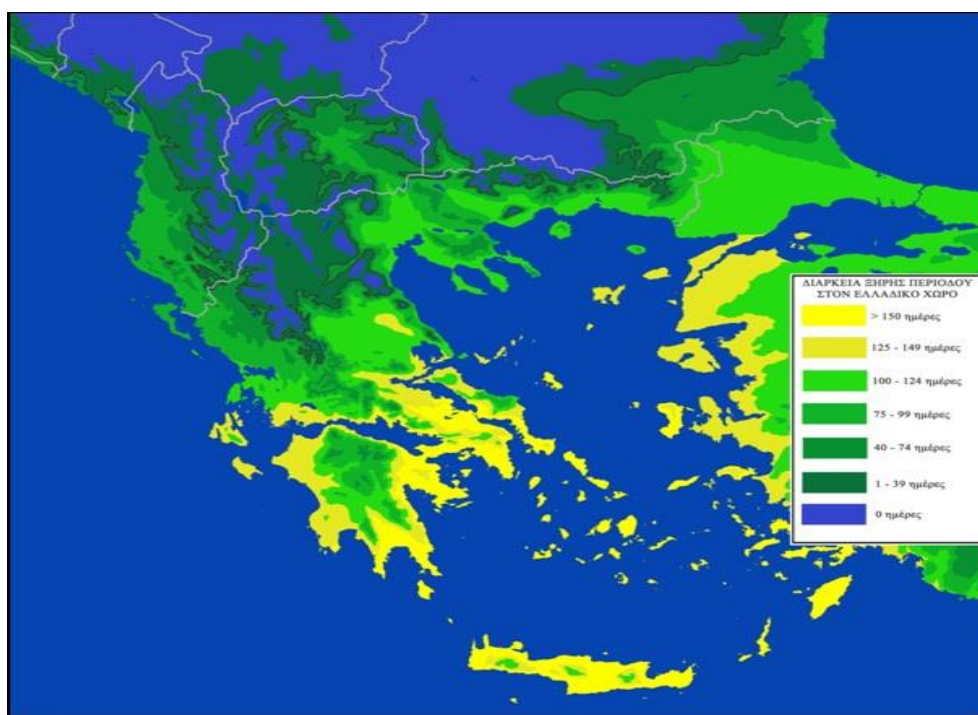 ΔΙΑΡΚΕΙΑ ΞΗΡΗΣ ΠΕΡΙΟΔΟΥ
ΣΤΟΝ ΕΛΛΑΔΙΚΟ ΧΩΡΟ
> 150 ημέρες
125 - 149 ημέρες
100 - 124 ημέρες
75 - 99 ημέρες
40 - 74 ημέρες
1 - 39 ημέρες
0 ημέρες